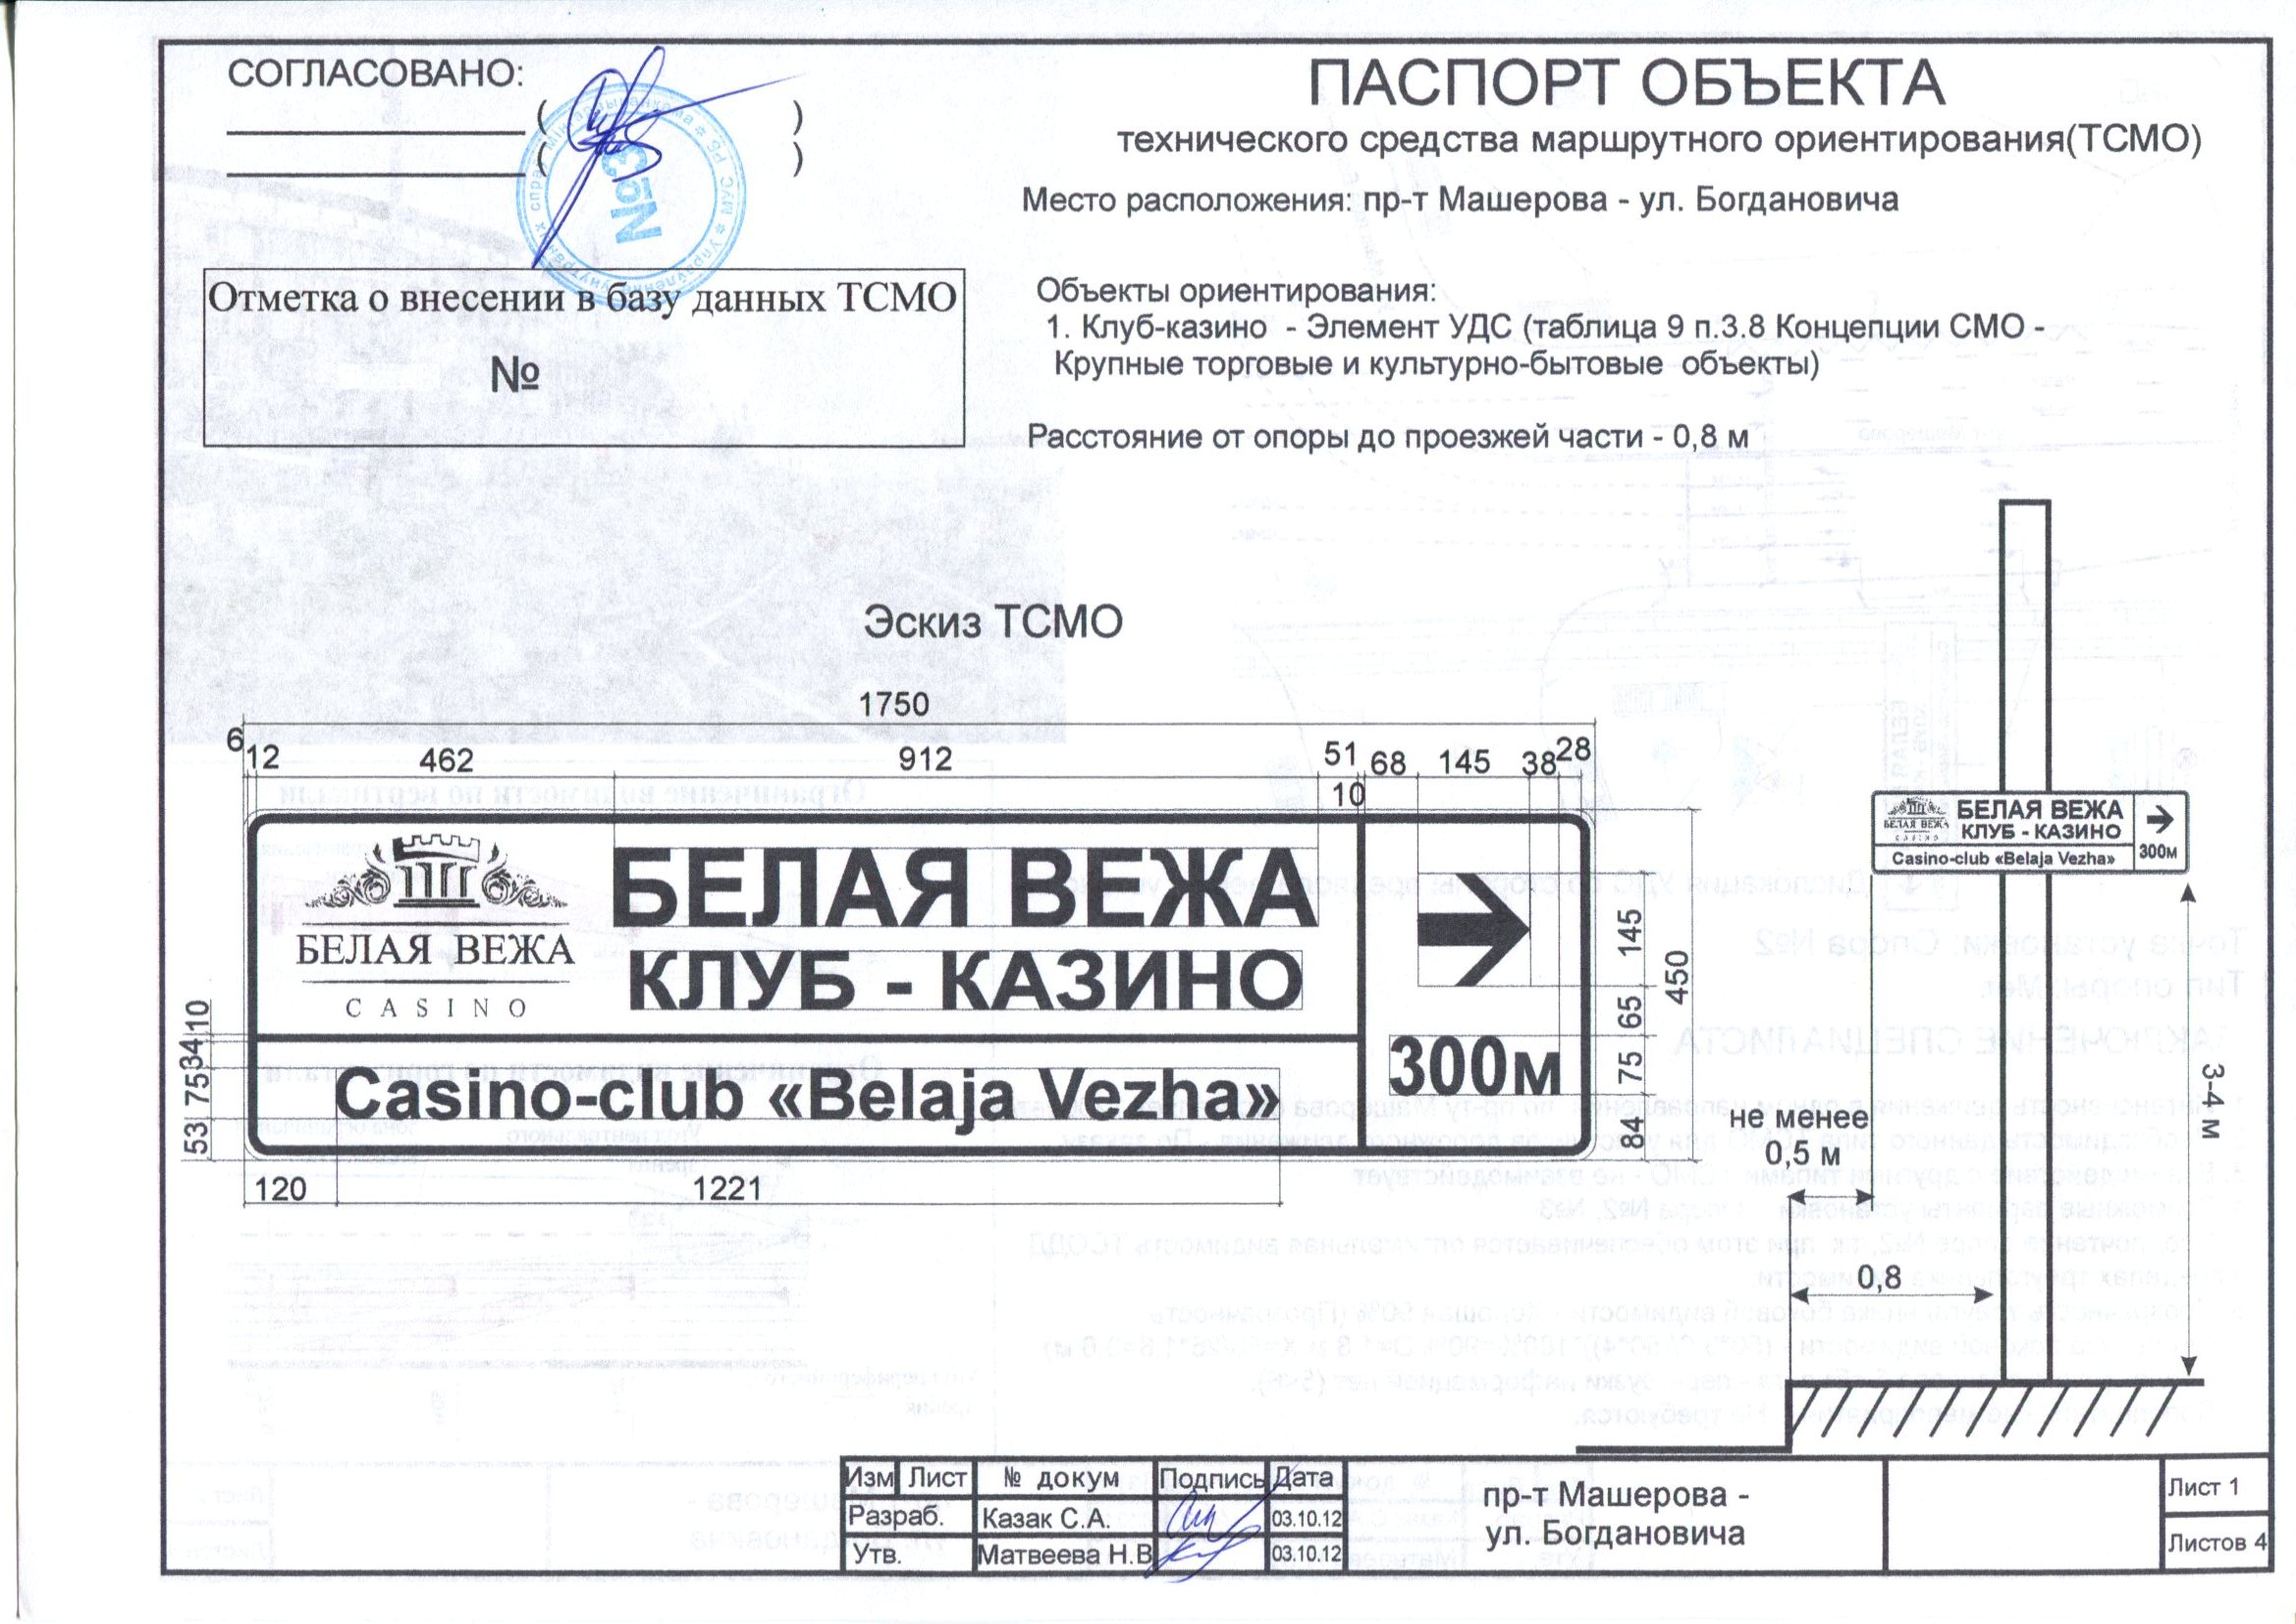 СОГЛАСОВАНО:
( )
( )
№3
ПАСПОРТ ОБЪЕКТА
технического средства маршрутного ориентирования(ТСМО)
Место расположения: пр-т Машерова - ул. Богдановича
Отметка о внесении в базу данных ТСМО
№
Объекты ориентирования:
1. Клуб-казино - Элемент УДС (таблица 9 п.3.8 Концепции СМО -
Крупные торговые и культурно-бытовые объекты)
Расстояние от опоры до проезжей части - 0,8 м
Эскиз ТСМО
1750
6 12 462 912 51 10 68 145 38 28
БЕЛАЯ ВЕЖА
CASINO
БЕЛАЯ ВЕЖА
КЛУБ - КАЗИНО
Casino-club «Belaja Vezha»
300м
10
34
75
53
145
65
75
84
450
120 1221
БЕЛАЯ ВЕЖА
CASINO
БЕЛАЯ ВЕЖА
КЛУБ - КАЗИНО
Casino-club «Belaja Vezha»
300м
3-4 м
не менее
0,5 м
0,8
Изм Лист № докум Подпись Дата
Разраб. Казак С.А. 03.10.12
Утв. Матвеева Н.В 03.10.12
пр-т Машерова -
ул. Богдановича
Лист 1
Листов 4